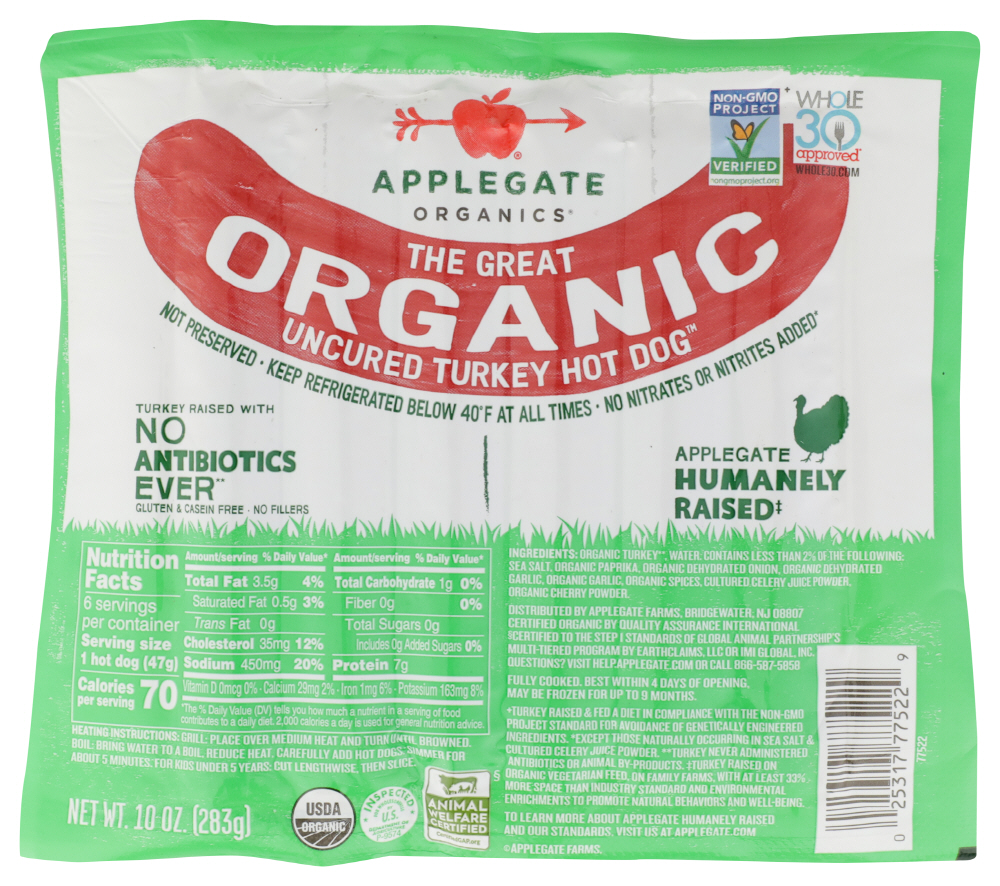 APPLEGATE
ORGANICS®
NON-GMO
PROJECT
VERIFIED
nongmoproject.org
+
WHOLE
30
approved
WHOLE30.COM
THE GREAT
ORGANIC
UNCURED TURKEY HOT DOG™
NOT PRESERVED · KEEP REFRIGERATED BELOW 40°F AT ALL TIMES · NO NITRATES OR NITRITES ADDED*
TURKEY RAISED WITH
NO
ANTIBIOTICS
EVER**
GLUTEN & CASEIN FREE · NO FILLERS
APPLEGATE
HUMANELY
RAISED‡
Nutrition
Facts
6 servings
per container
Serving size
1 hot dog (47g)
Calories 70
per serving
Amount/serving % Daily Value* Amount/serving % Daily Value*
Total Fat 3.5g 4% Total Carbohydrate 1g 0%
Saturated Fat 0.5g 3% Fiber 0g 0%
Trans Fat 0g Total Sugars 0g
Cholesterol 35mg 12% Includes 0g Added Sugars 0%
Sodium 450mg 20% Protein 7g
Vitamin D 0mcg 0% · Calcium 29mg 2% · Iron 1mg 6% · Potassium 163mg 8%
*The % Daily Value (DV) tells you how much a nutrient in a serving of food
contributes to a daily diet. 2,000 calories a day is used for general nutrition advice.
HEATING INSTRUCTIONS: GRILL: PLACE OVER MEDIUM HEAT AND TURN UNTIL BROWNED.
BOIL: BRING WATER TO A BOIL, REDUCE HEAT. CAREFULLY ADD HOT DOGS. SIMMER FOR
ABOUT 5 MINUTES. FOR KIDS UNDER 5 YEARS: CUT LENGTHWISE, THEN SLICE.
NET WT. 10 OZ. (283g)
USDA
ORGANIC
INSPECTED
U.S.
P-9574
ANIMAL
WELFARE
CERTIFIED
§
INGREDIENTS: ORGANIC TURKEY**, WATER. CONTAINS LESS THAN 2% OF THE FOLLOWING:
SEA SALT, ORGANIC PAPRIKA, ORGANIC DEHYDRATED ONION, ORGANIC DEHYDRATED
GARLIC, ORGANIC GARLIC, ORGANIC SPICES, CULTURED CELERY JUICE POWDER,
ORGANIC CHERRY POWDER.
DISTRIBUTED BY APPLEGATE FARMS, BRIDGEWATER, NJ 08807
CERTIFIED ORGANIC BY QUALITY ASSURANCE INTERNATIONAL
§CERTIFIED TO THE STEP 1 STANDARDS OF GLOBAL ANIMAL PARTNERSHIP'S
MULTI-TIERED PROGRAM BY EARTHCLAIMS, LLC OR IMI GLOBAL, INC.
QUESTIONS? VISIT HELP.APPLEGATE.COM OR CALL 866-587-5858
FULLY COOKED. BEST WITHIN 4 DAYS OF OPENING.
MAY BE FROZEN FOR UP TO 9 MONTHS.
+TURKEY RAISED & FED A DIET IN COMPLIANCE WITH THE NON-GMO
PROJECT STANDARD FOR AVOIDANCE OF GENETICALLY ENGINEERED
INGREDIENTS. *EXCEPT THOSE NATURALLY OCCURRING IN SEA SALT &
CULTURED CELERY JUICE POWDER. **TURKEY NEVER ADMINISTERED
ANTIBIOTICS OR ANIMAL BY-PRODUCTS. ‡TURKEY RAISED ON
ORGANIC VEGETARIAN FEED, ON FAMILY FARMS, WITH AT LEAST 33%
MORE SPACE THAN INDUSTRY STANDARD AND ENVIRONMENTAL
ENRICHMENTS TO PROMOTE NATURAL BEHAVIORS AND WELL-BEING.
TO LEARN MORE ABOUT APPLEGATE HUMANELY RAISED
AND OUR STANDARDS, VISIT US AT APPLEGATE.COM
©APPLEGATE FARMS.
0 25317 77522 9
77522